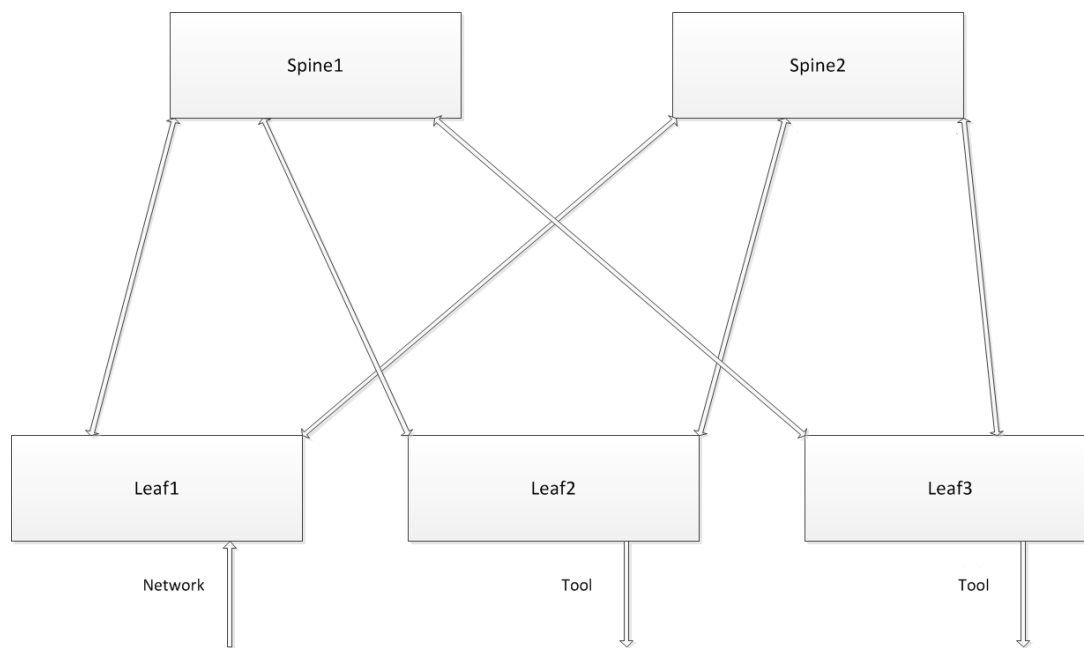 Spine1
Spine2
Leaf1
Leaf2
Leaf3
Network
Tool
Tool